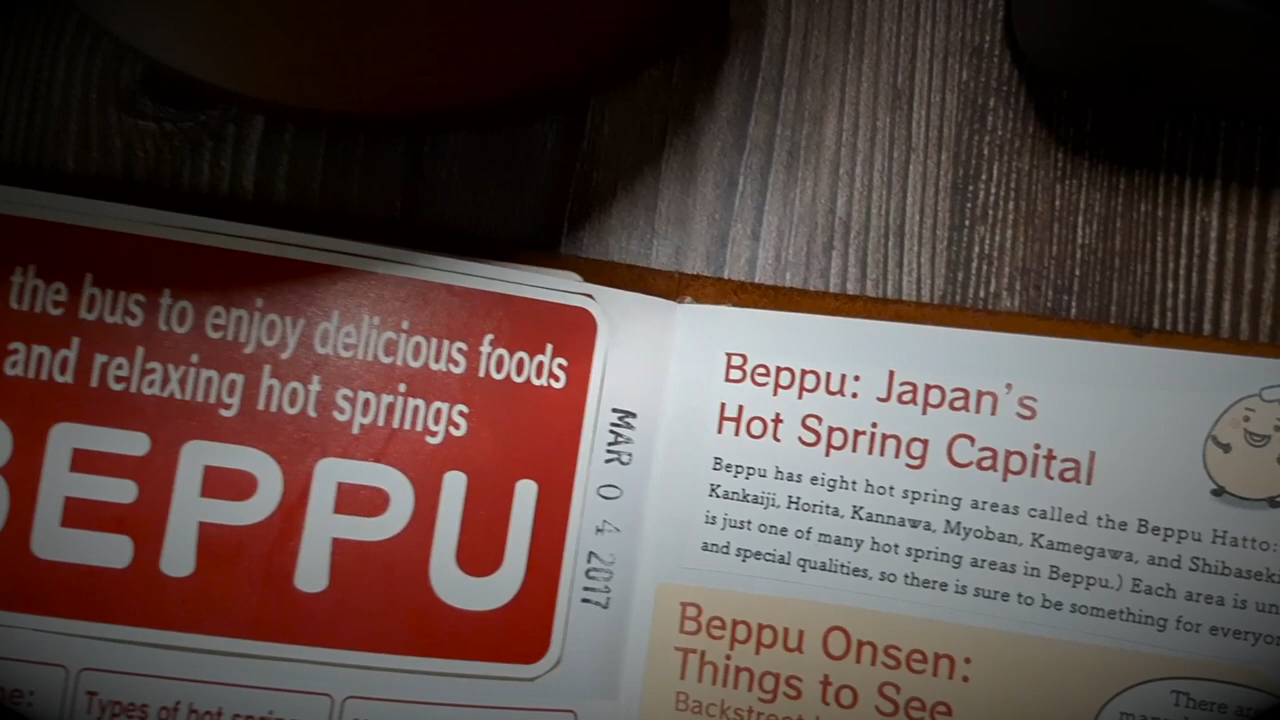 the bus to enjoy delicious foods
and relaxing hot springs
BEPPU
MAR 0 4 2017
Types of hot
Beppu: Japan's
Hot Spring Capital
Beppu has eight hot spring areas called the Beppu Hatto:
Kankaiji, Horita, Kannawa, Myoban, Kamegawa, and Shibaseki
is just one of many hot spring areas in Beppu.) Each area is
and special qualities, so there is sure to be something for
Beppu Onsen:
Things to See
There are